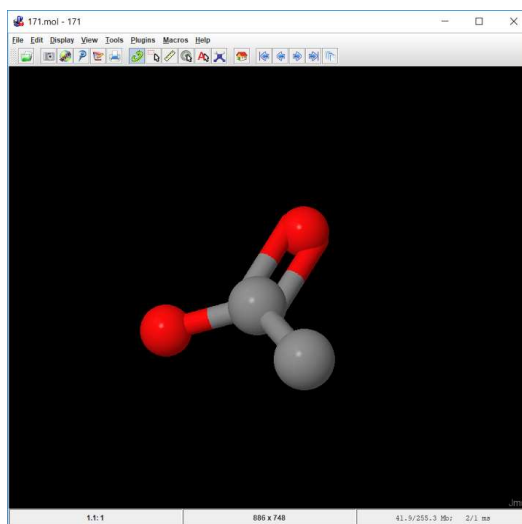 171.mol - 171
File Edit Display View Tools Plugins Macros Help
1.1: 1 886 x 748 41.9/255.3 Mb; 2/1 ms